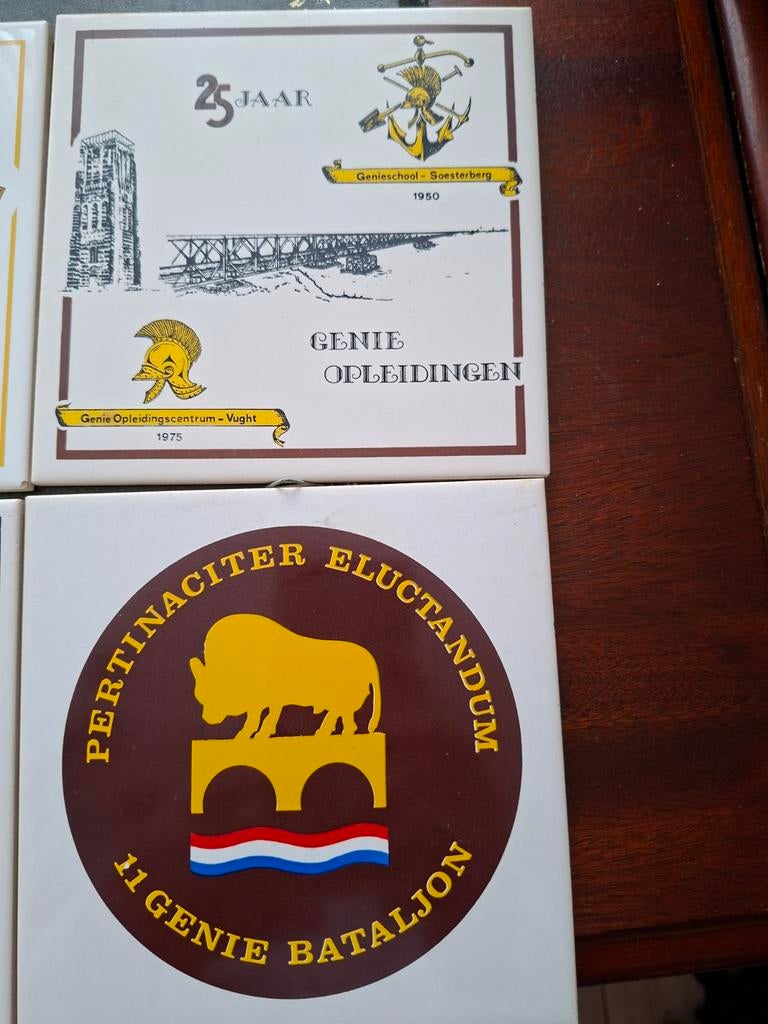 25 JAAR
Genieschool - Soesterberg
1950
GENIE
OPLEIDINGEN
Genie Opleidingscentrum - Vught
1975
PERTINACITER ELUCTANDUM
11 GENIE BATALJON